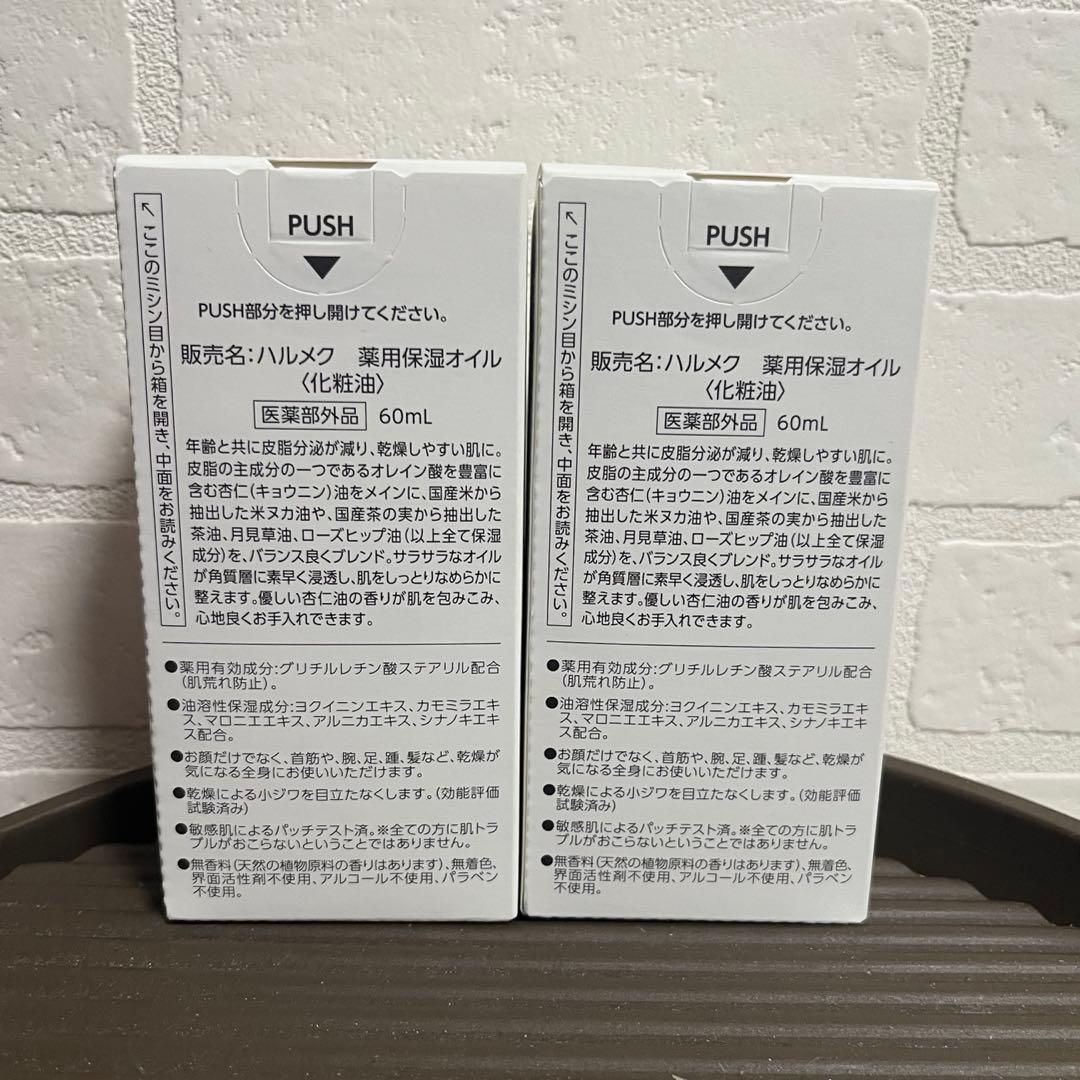 PUSH
PUSH部分を押し開けてください。
↖ここのミシン目から箱を開き、中面をお読みください。
販売名:ハルメク 薬用保湿オイル
〈化粧油〉
医薬部外品 60mL
年齢と共に皮脂分泌が減り、乾燥しやすい肌に。
皮脂の主成分の一つであるオレイン酸を豊富に
含む杏仁(キョウニン)油をメインに、国産米から
抽出した米ヌカ油や、国産茶の実から抽出した
茶油、月見草油、ローズヒップ油(以上全て保湿
成分)を、バランス良くブレンド。サラサラなオイル
が角質層に素早く浸透し、肌をしっとりなめらかに
整えます。優しい杏仁油の香りが肌を包みこみ、
心地良くお手入れできます。
●薬用有効成分:グリチルレチン酸ステアリル配合
(肌荒れ防止)。
●油溶性保湿成分:ヨクイニンエキス、カモミラエキ
ス、マロニエエキス、アルニカエキス、シナノキエキ
ス配合。
●お顔だけでなく、首筋や、腕、足、踵、髪など、乾燥が
気になる全身にお使いいただけます。
●乾燥による小ジワを目立たなくします。(効能評価
試験済み)
●敏感肌によるパッチテスト済。※全ての方に肌トラ
ブルがおこらないということではありません。
●無香料(天然の植物原料の香りはあります)、無着色、
界面活性剤不使用、アルコール不使用、パラベン
不使用。
PUSH
PUSH部分を押し開けてください。
↖ここのミシン目から箱を開き、中面をお読みください。
販売名:ハルメク 薬用保湿オイル
〈化粧油〉
医薬部外品 60mL
年齢と共に皮脂分泌が減り、乾燥しやすい肌に。
皮脂の主成分の一つであるオレイン酸を豊富に
含む杏仁(キョウニン)油をメインに、国産米から
抽出した米ヌカ油や、国産茶の実から抽出した
茶油、月見草油、ローズヒップ油(以上全て保湿
成分)を、バランス良くブレンド。サラサラなオイル
が角質層に素早く浸透し、肌をしっとりなめらかに
整えます。優しい杏仁油の香りが肌を包みこみ、
心地良くお手入れできます。
●薬用有効成分:グリチルレチン酸ステアリル配合
(肌荒れ防止)。
●油溶性保湿成分:ヨクイニンエキス、カモミラエキ
ス、マロニエエキス、アルニカエキス、シナノキエキ
ス配合。
●お顔だけでなく、首筋や、腕、足、踵、髪など、乾燥が
気になる全身にお使いいただけます。
●乾燥による小ジワを目立たなくします。(効能評価
試験済み)
●敏感肌によるパッチテスト済。※全ての方に肌トラ
ブルがおこらないということではありません。
●無香料(天然の植物原料の香りはあります)、無着色、
界面活性剤不使用、アルコール不使用、パラベン
不使用。